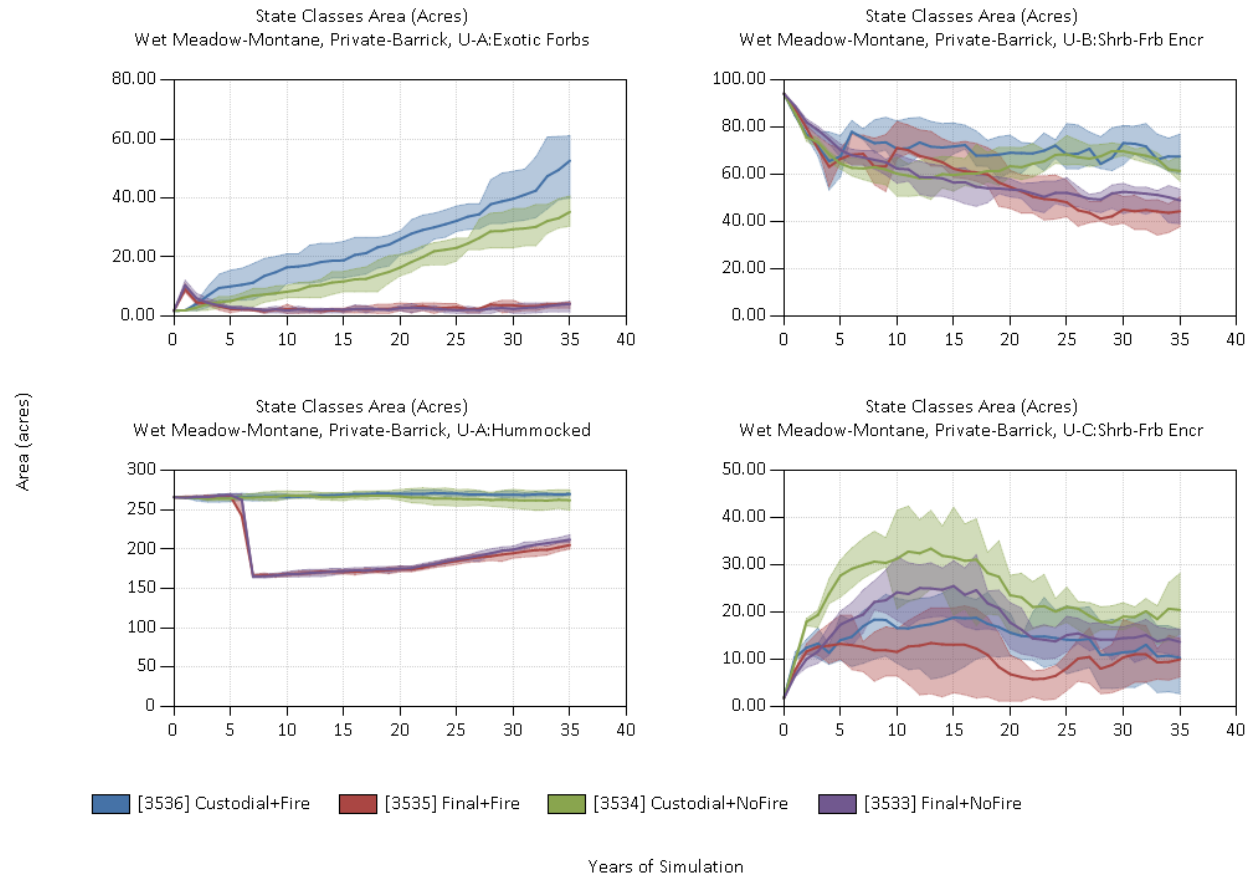 State Classes Area (Acres)
Wet Meadow-Montane, Private-Barrick, U-A:Exotic Forbs
80.00
60.00
40.00
20.00
0.00
0 5 10 15 20 25 30 35 40
State Classes Area (Acres)
Wet Meadow-Montane, Private-Barrick, U-B:Shrb-Frb Encr
100.00
80.00
60.00
40.00
20.00
0.00
0 5 10 15 20 25 30 35 40
Area (acres)
State Classes Area (Acres)
Wet Meadow-Montane, Private-Barrick, U-A:Hummocked
300
250
200
150
100
50
0
0 5 10 15 20 25 30 35 40
State Classes Area (Acres)
Wet Meadow-Montane, Private-Barrick, U-C:Shrb-Frb Encr
50.00
40.00
30.00
20.00
10.00
0.00
0 5 10 15 20 25 30 35 40
[3536] Custodial+Fire [3535] Final+Fire [3534] Custodial+NoFire [3533] Final+NoFire
Years of Simulation